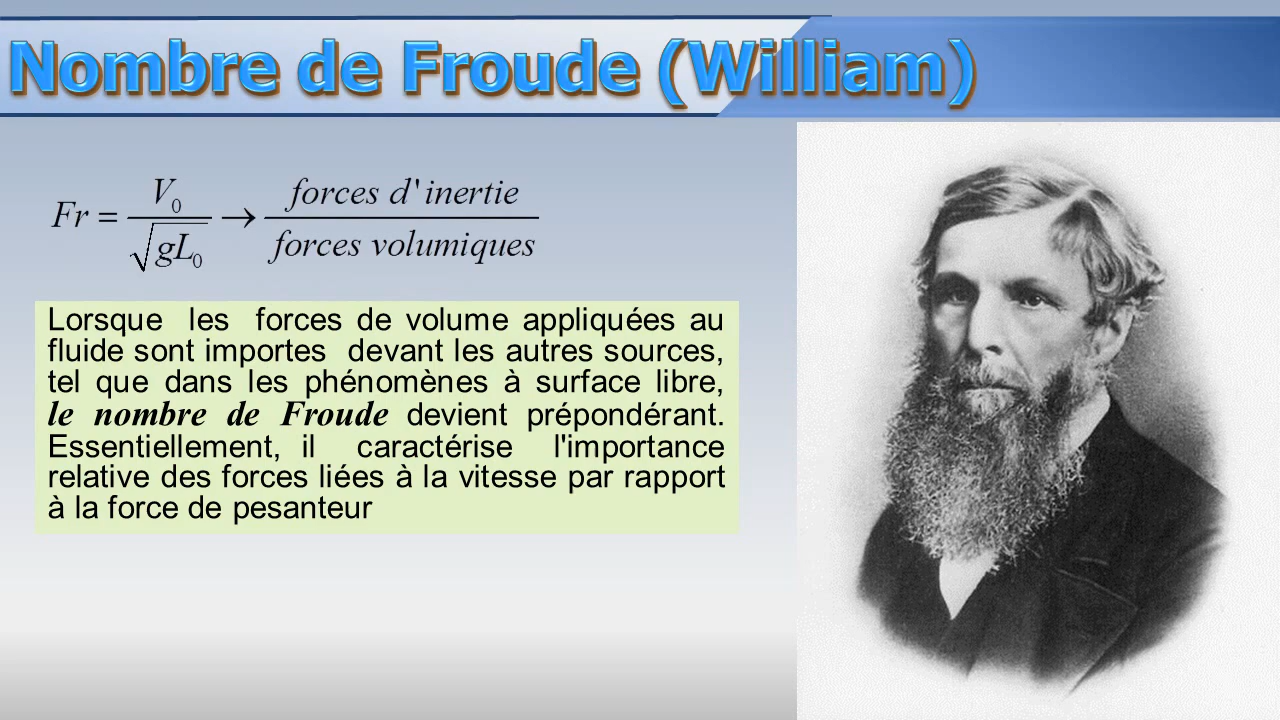 Nombre de Froude (William)
Fr = V₀ / √gL₀ → forces d'inertie / forces volumiques
Lorsque les forces de volume appliquées au
fluide sont importes devant les autres sources,
tel que dans les phénomènes à surface libre,
le nombre de Froude devient prépondérant.
Essentiellement, il caractérise l'importance
relative des forces liées à la vitesse par rapport
à la force de pesanteur